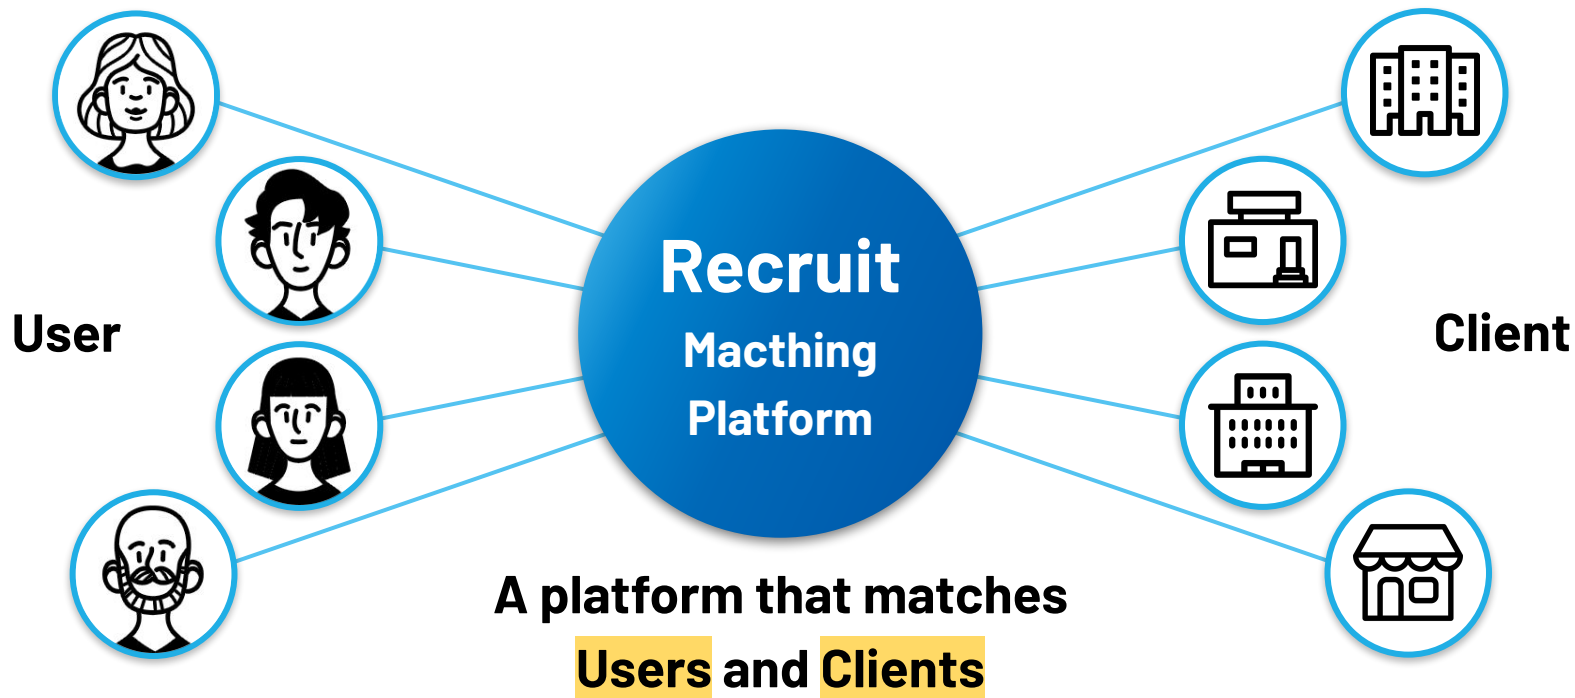 Recruit
Macthing
Platform
User
Client
A platform that matches
Users and Clients